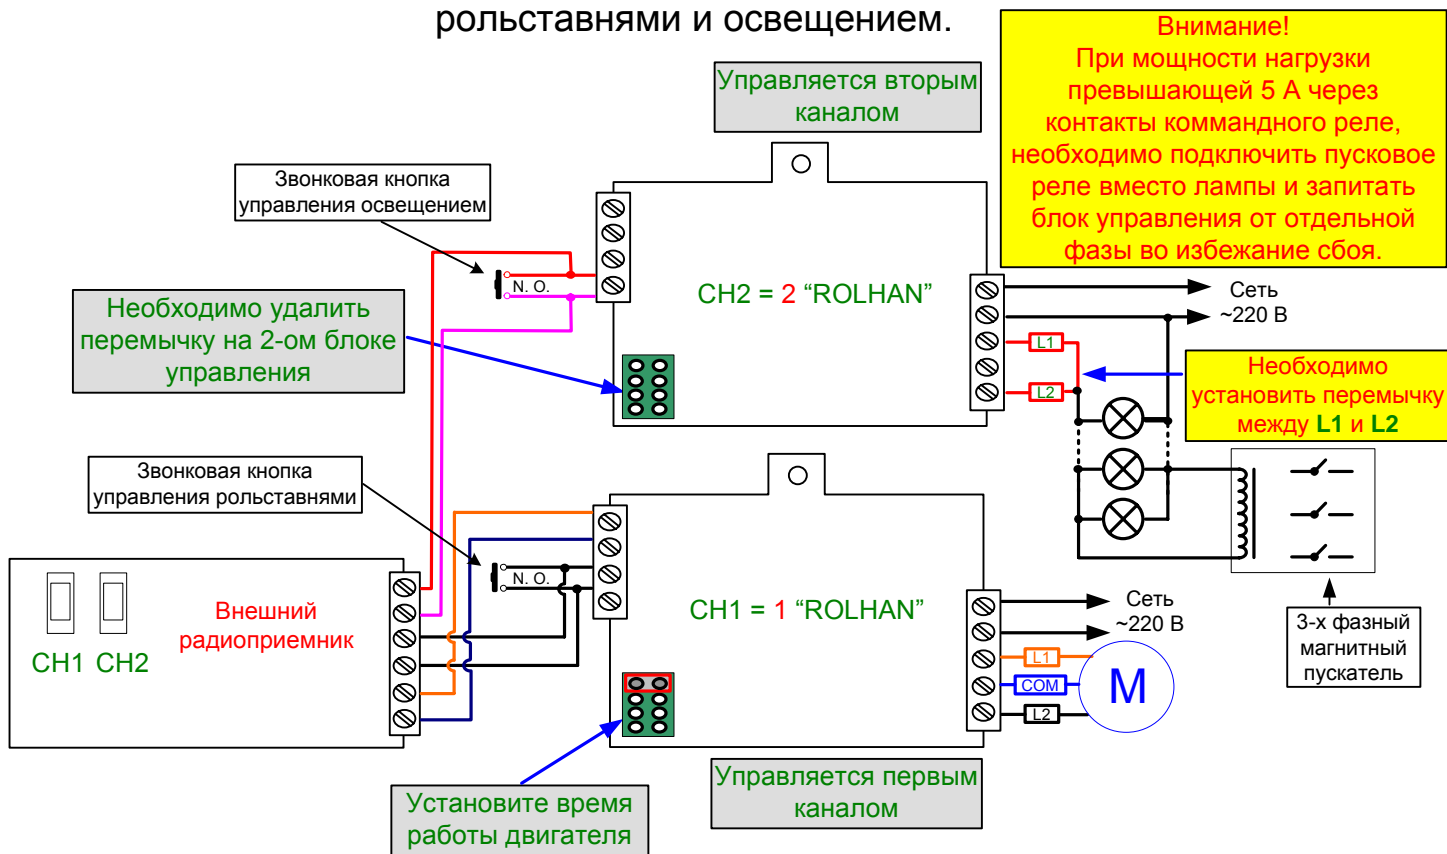 рольставнями и освещением.
Внимание!
При мощности нагрузки
превышающей 5 А через
контакты коммандного реле,
необходимо подключить пусковое
реле вместо лампы и запитать
блок управления от отдельной
фазы во избежание сбоя.
Управляется вторым
каналом
Звонковая кнопка
управления освещением
N. O.
CH2 = 2 “ROLHAN”
Сеть
~220 В
L1
L2
Необходимо удалить
перемычку на 2-ом блоке
управления
Необходимо
установить перемычку
между L1 и L2
Звонковая кнопка
управления рольставнями
N. O.
CH1 = 1 “ROLHAN”
Сеть
~220 В
L1
COM
L2
M
3-х фазный
магнитный
пускатель
Внешний
радиоприемник
CH1 CH2
Управляется первым
каналом
Установите время
работы двигателя